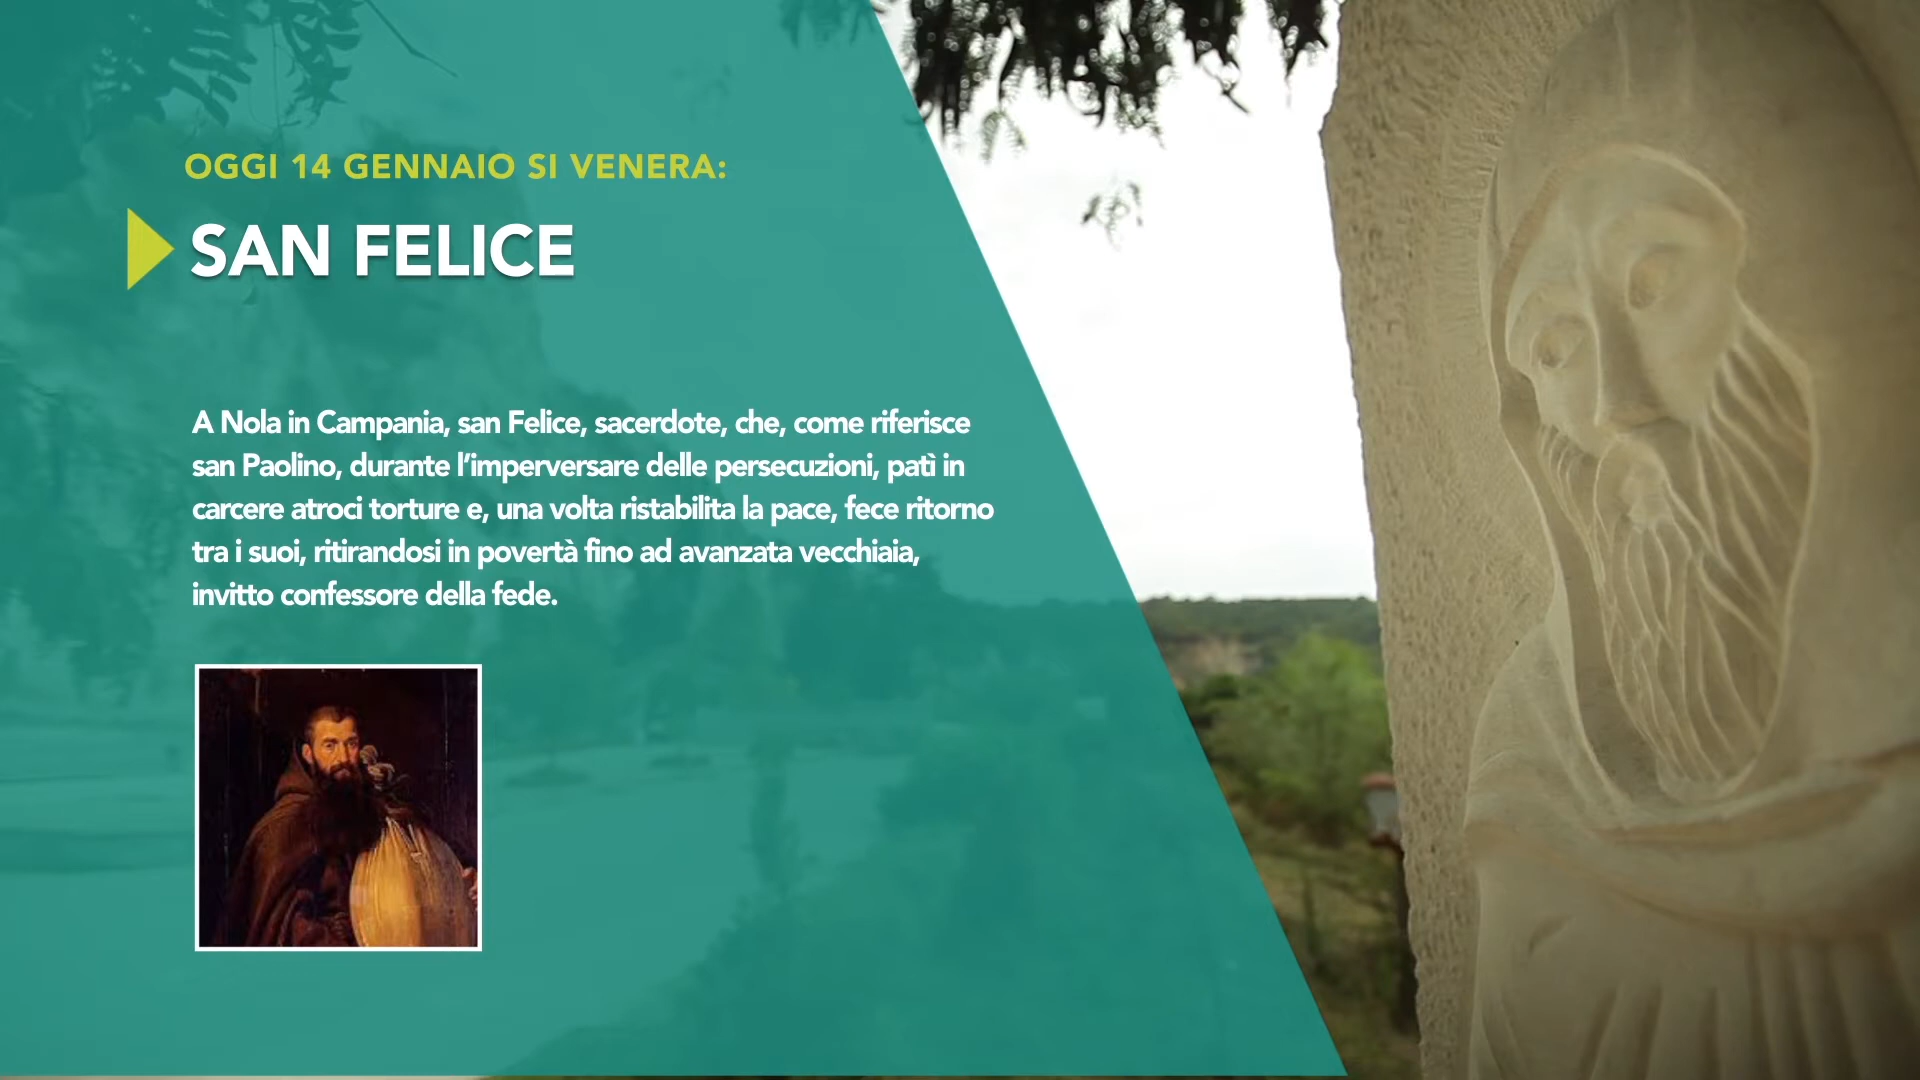 OGGI 14 GENNAIO SI VENERA:
SAN FELICE
A Nola in Campania, san Felice, sacerdote, che, come riferisce
san Paolino, durante l’imperversare delle persecuzioni, patì in
carcere atroci torture e, una volta ristabilita la pace, fece ritorno
tra i suoi, ritirandosi in povertà fino ad avanzata vecchiaia,
invitto confessore della fede.